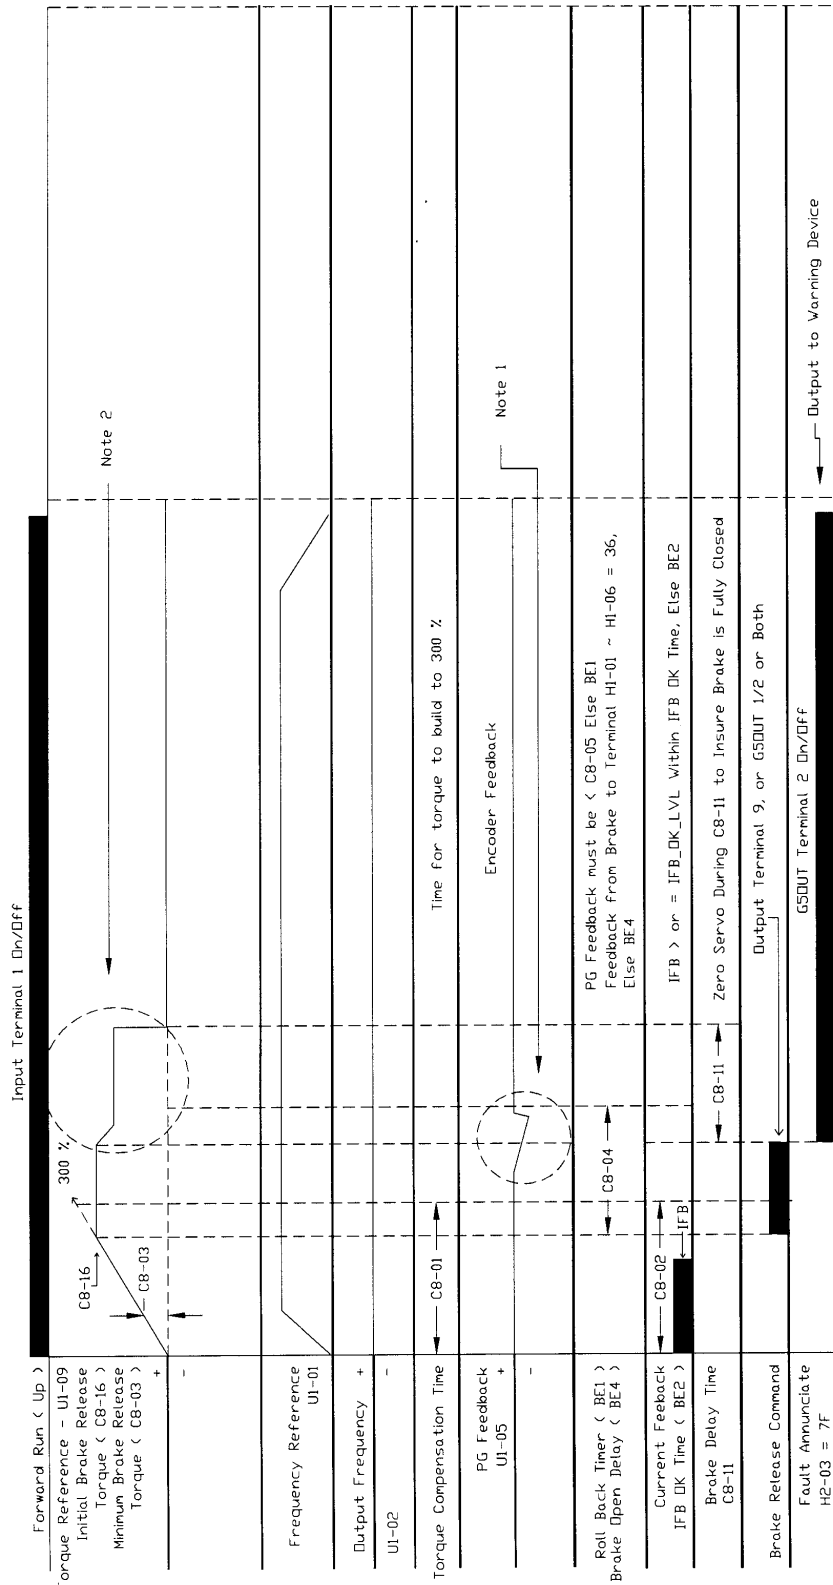 Input Terminal 1 On/Off
Forward Run ( Up )
Torque Reference - U1-09
Initial Brake Release
Torque ( C8-16 )
Minimum Brake Release
Torque ( C8-03 )
+
-
C8-16
300 %
C8-03
Note 2
Frequency Reference
U1-01
Output Frequency +
U1-02 -
Torque Compensation Time
C8-01
Time for torque to build to 300 %
PG Feedback +
U1-05 -
Encoder Feedback
Note 1
Roll Back Timer ( BE1 )
Brake Open Delay ( BE4 )
C8-04
PG Feedback must be < C8-05 Else BE1
Feedback from Brake to Terminal H1-01 ~ H1-06 = 36,
Else BE4
Current Feeback
IFB OK Time ( BE2 )
C8-02
IFB
IFB > or = IFB_OK_LVL Within IFB OK Time, Else BE2
Brake Delay Time
C8-11
C8-11
Zero Servo During C8-11 to Insure Brake is Fully Closed
Brake Release Command
Output Terminal 9, or G5OUT 1/2 or Both
Fault Annunciate
H2-03 = 7F
G5OUT Terminal 2 On/Off
Output to Warning Device